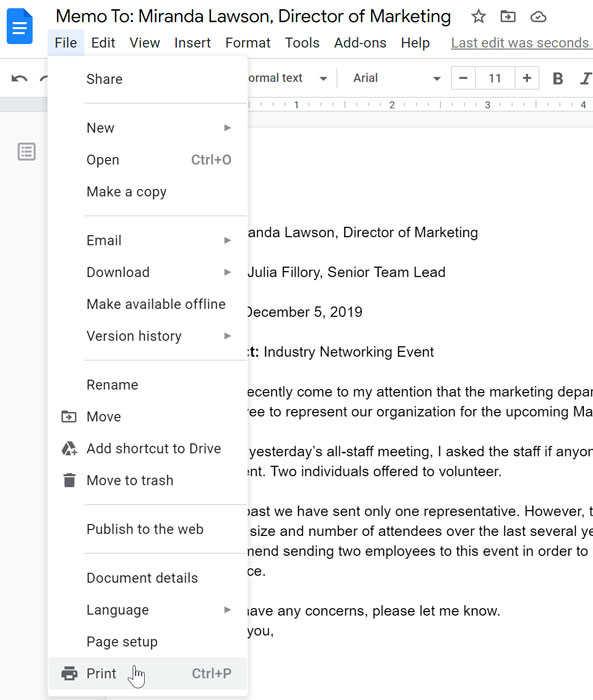 Memo To: Miranda Lawson, Director of Marketing
File Edit View Insert Format Tools Add-ons Help Last edit was seconds
ormal text Arial 11 B I
1 2 3 4
Share
New
Open Ctrl+O
Make a copy
Email
Download
Make available offline
Version history
Rename
Move
Add shortcut to Drive
Move to trash
Publish to the web
Document details
Language
Page setup
Print Ctrl+P
anda Lawson, Director of Marketing
Julia Fillory, Senior Team Lead
December 5, 2019
ct: Industry Networking Event
ecently come to my attention that the marketing depar
ee to represent our organization for the upcoming Ma
yesterday's all-staff meeting, I asked the staff if anyon
ent. Two individuals offered to volunteer.
past we have sent only one representative. However, t
size and number of attendees over the last several ye
mend sending two employees to this event in order to
ce.
have any concerns, please let me know.
you,